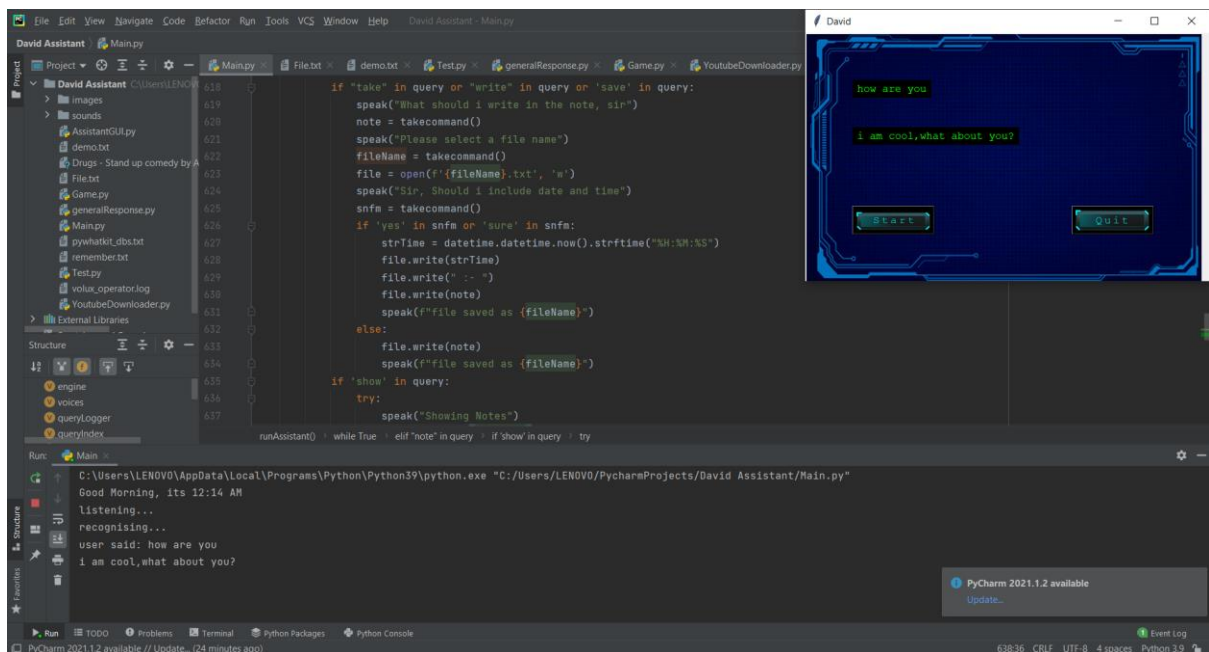 File Edit View Navigate Code Refactor Run Tools VCS Window Help David Assistant - Main.py
David Assistant Main.py
Project
Main.py File.txt demo.txt Test.py generalResponse.py Game.py YoutubeDownloader.py
David Assistant C:\Users\LENOV
images
sounds
AssistantGUI.py
demo.txt
Drugs - Stand up comedy by A
File.txt
Game.py
generalResponse.py
Main.py
pywhatkit_dbs.txt
remember.txt
Test.py
volux_operator.log
YoutubeDownloader.py
External Libraries
Structure
engine
voices
queryLogger
queryIndex
618 if "take" in query or "write" in query or 'save' in query:
619 speak("What should i write in the note, sir")
620 note = takecommand()
621 speak("Please select a file name")
622 fileName = takecommand()
623 file = open(f'{fileName}.txt', 'w')
624 speak("Sir, Should i include date and time")
625 snfm = takecommand()
626 if 'yes' in snfm or 'sure' in snfm:
627 strTime = datetime.datetime.now().strftime("%H:%M:%S")
628 file.write(strTime)
629 file.write(" :- ")
630 file.write(note)
631 speak(f"file saved as {fileName}")
632 else:
633 file.write(note)
634 speak(f"file saved as {fileName}")
635 if 'show' in query:
636 try:
637 speak("Showing Notes")
runAssistant() while True elif "note" in query if 'show' in query try
David
how are you
i am cool,what about you?
Start Quit
Run: Main
C:\Users\LENOVO\AppData\Local\Programs\Python\Python39\python.exe "C:/Users/LENOVO/PycharmProjects/David Assistant/Main.py"
Good Morning, its 12:14 AM
listening...
recognising...
user said: how are you
i am cool,what about you?
Structure
Favorites
PyCharm 2021.1.2 available
Update...
Run TODO Problems Terminal Python Packages Python Console 1 Event Log
PyCharm 2021.1.2 available // Update... (24 minutes ago) 638:36 CRLF UTF-8 4 spaces Python 3.9